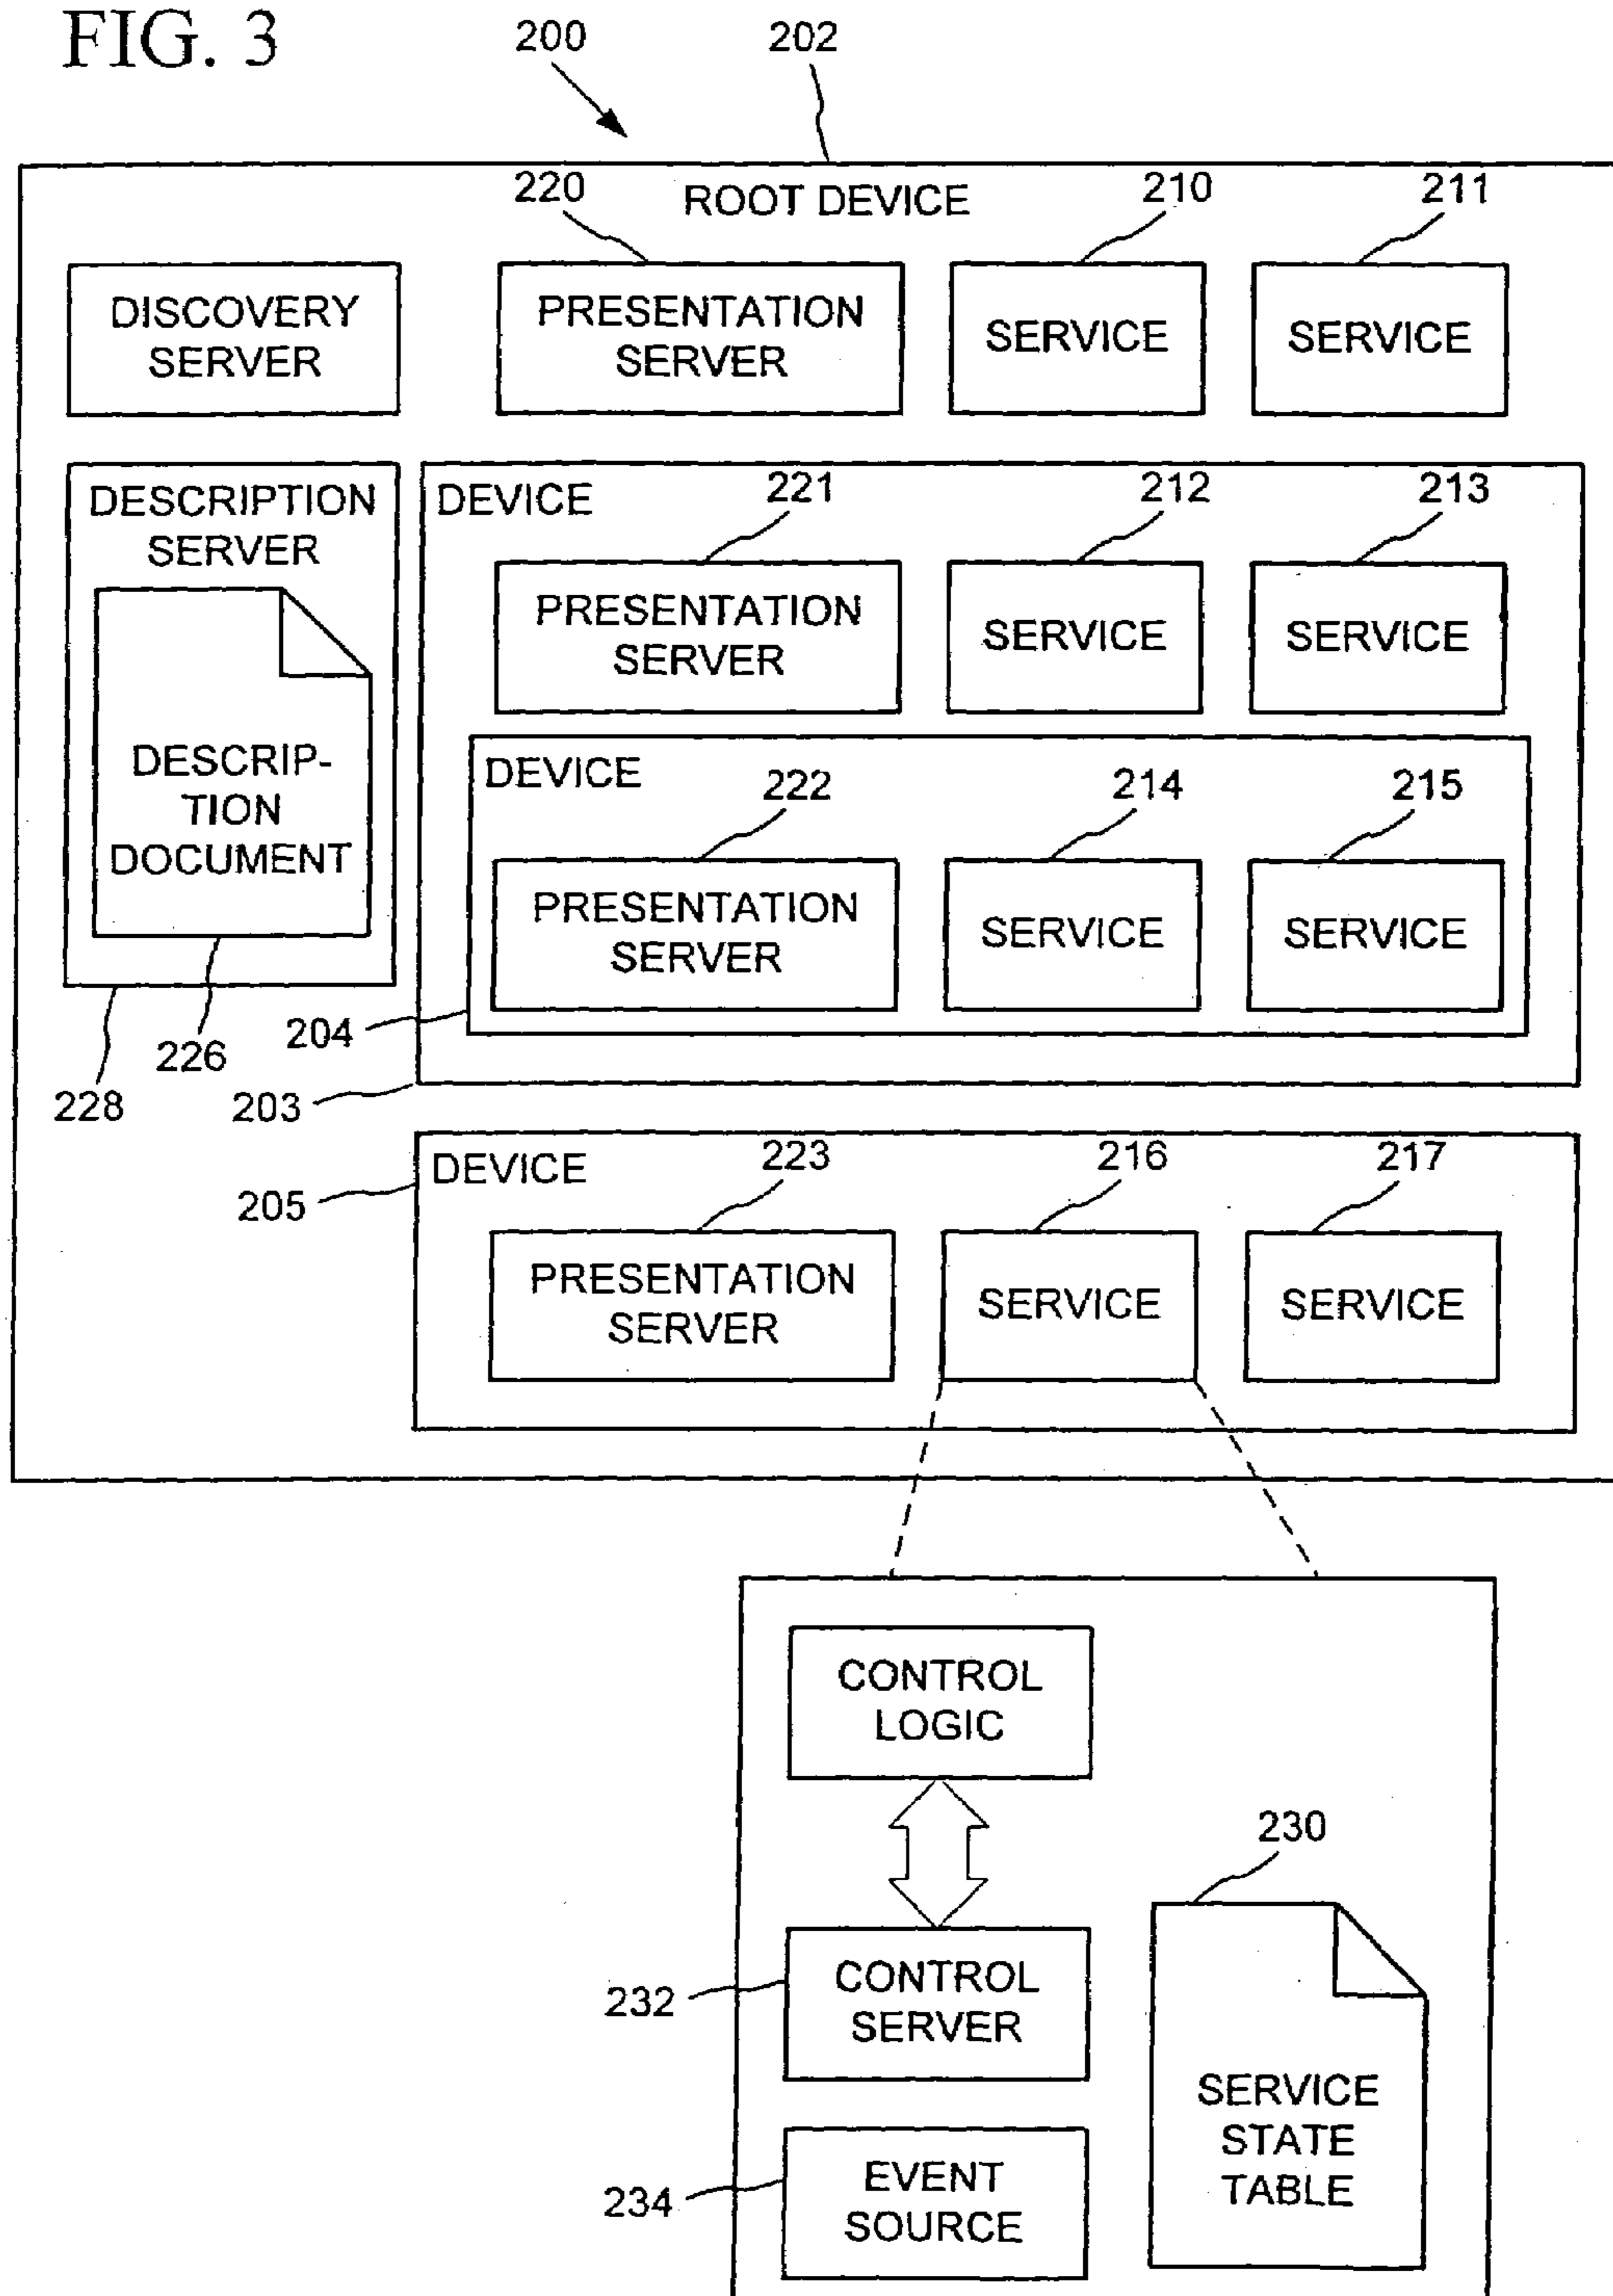 FIG. 3
200
202
ROOT DEVICE
220
210
211
DISCOVERY
SERVER
PRESENTATION
SERVER
SERVICE
SERVICE
DESCRIPTION
SERVER
DESCRIP-
TION
DOCUMENT
226
228
DEVICE
221
212
213
PRESENTATION
SERVER
SERVICE
SERVICE
DEVICE
222
214
215
PRESENTATION
SERVER
SERVICE
SERVICE
204
203
DEVICE
223
216
217
205
PRESENTATION
SERVER
SERVICE
SERVICE
CONTROL
LOGIC
230
232
CONTROL
SERVER
SERVICE
STATE
TABLE
234
EVENT
SOURCE